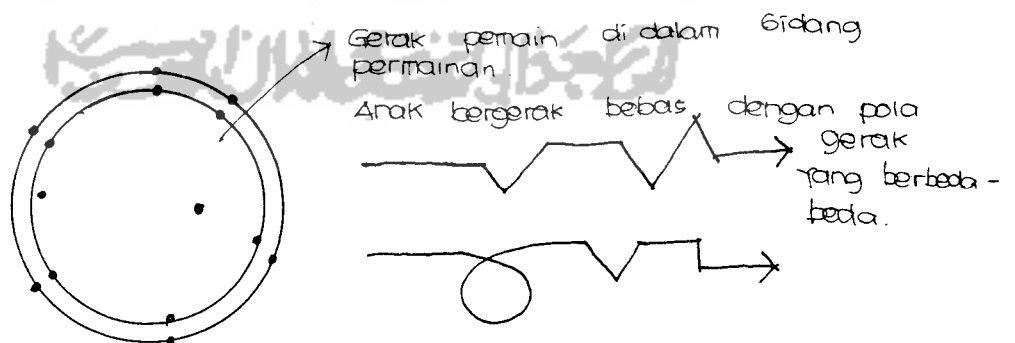 Gerak pemain di dalam bidang
permainan.
Anak bergerak bebas dengan pola
gerak
yang berbeda-
beda.